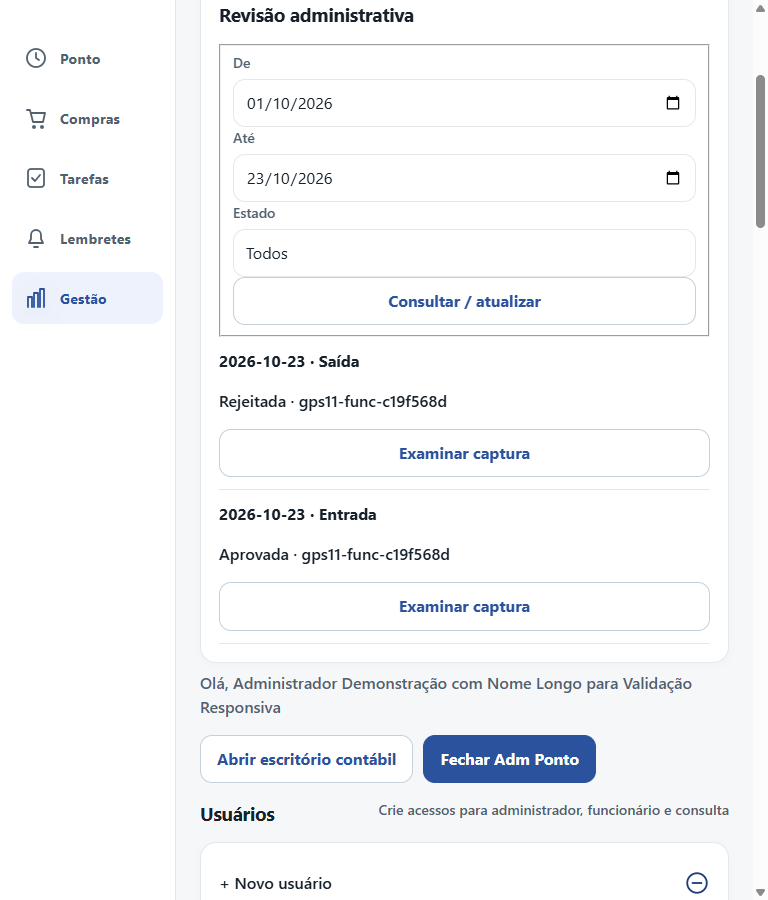 Ponto
Compras
Tarefas
Lembretes
Gestão
Revisão administrativa
De
01/10/2026
Até
23/10/2026
Estado
Todos
Consultar / atualizar
2026-10-23 · Saída
Rejeitada · gps11-func-c19f568d
Examinar captura
2026-10-23 · Entrada
Aprovada · gps11-func-c19f568d
Examinar captura
Olá, Administrador Demonstração com Nome Longo para Validação
Responsiva
Abrir escritório contábil
Fechar Adm Ponto
Usuários
Crie acessos para administrador, funcionário e consulta
+ Novo usuário